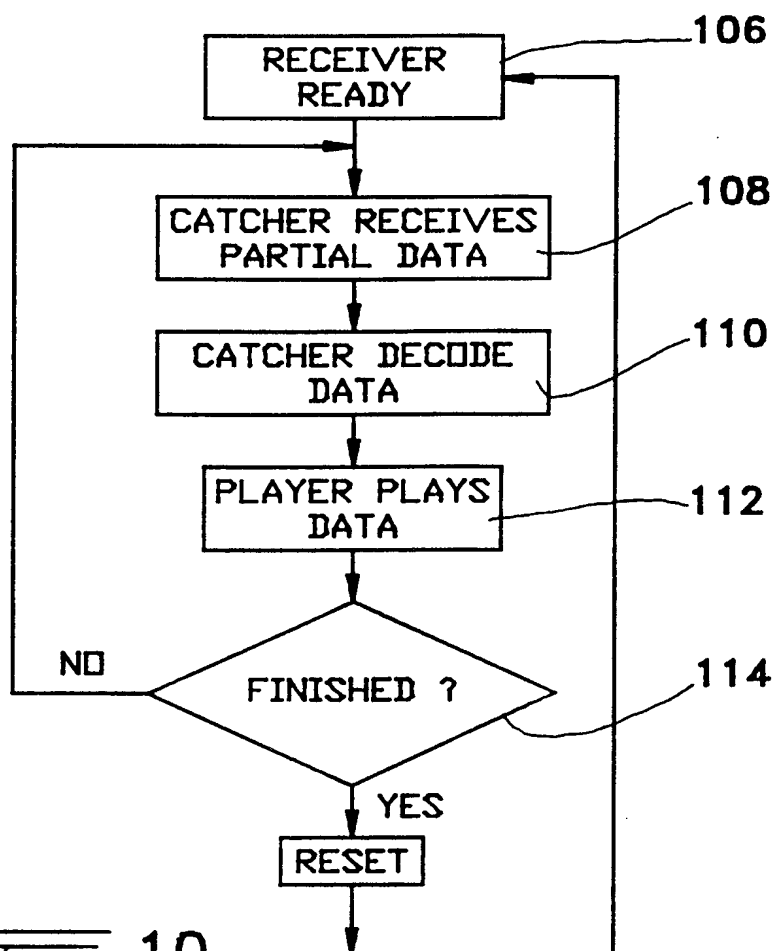 106
RECEIVER
READY
108
CATCHER RECEIVES
PARTIAL DATA
110
CATCHER DECODE
DATA
PLAYER PLAYS
DATA
112
NO
FINISHED ?
114
YES
RESET
10